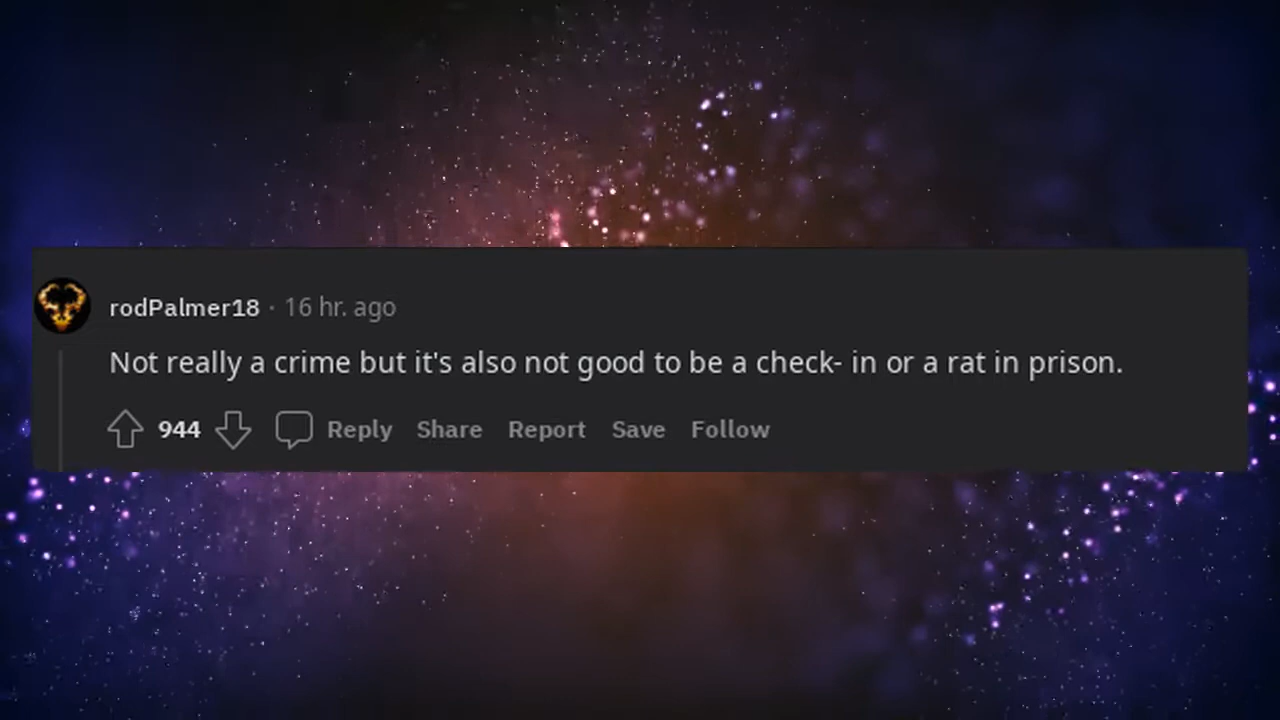 rodPalmer18 · 16 hr. ago
Not really a crime but it's also not good to be a check- in or a rat in prison.
944 Reply Share Report Save Follow